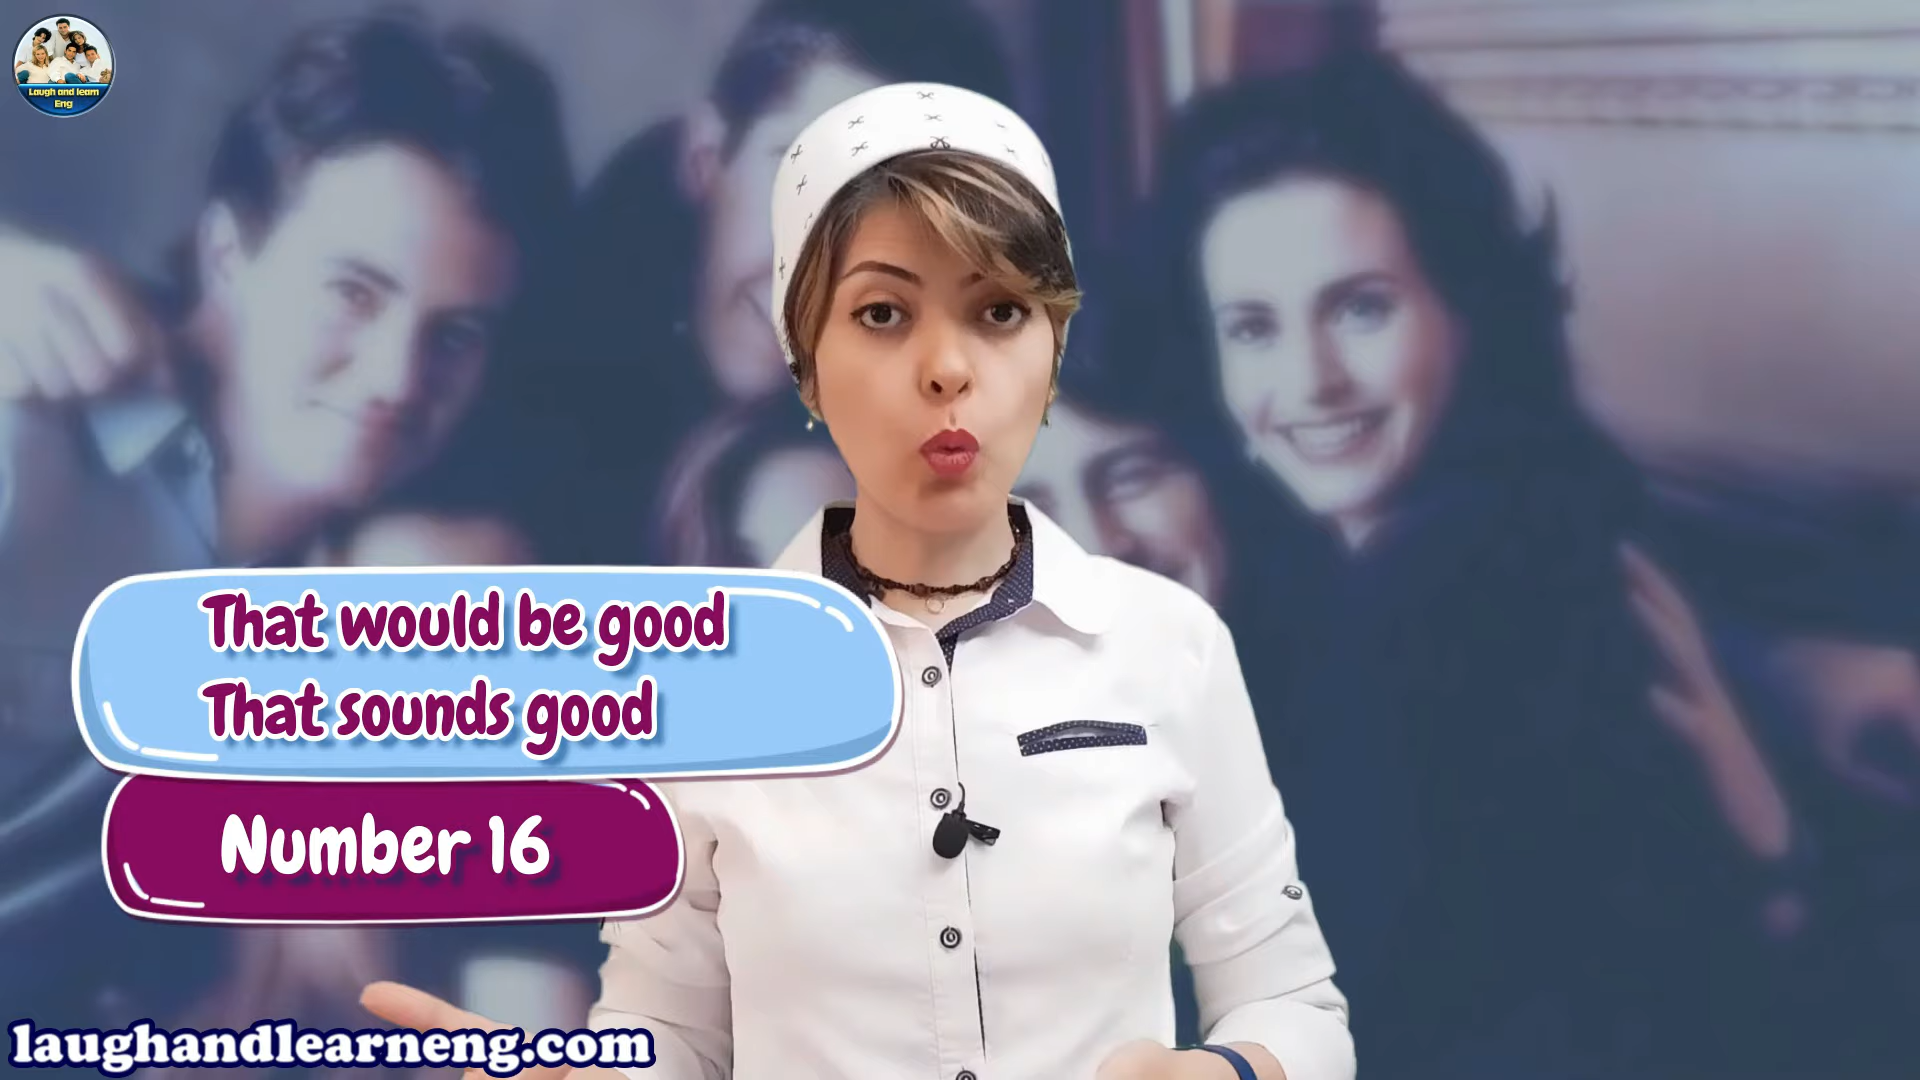 Laugh and learn
Eng
That would be good
That sounds good
Number 16
laughandlearneng.com